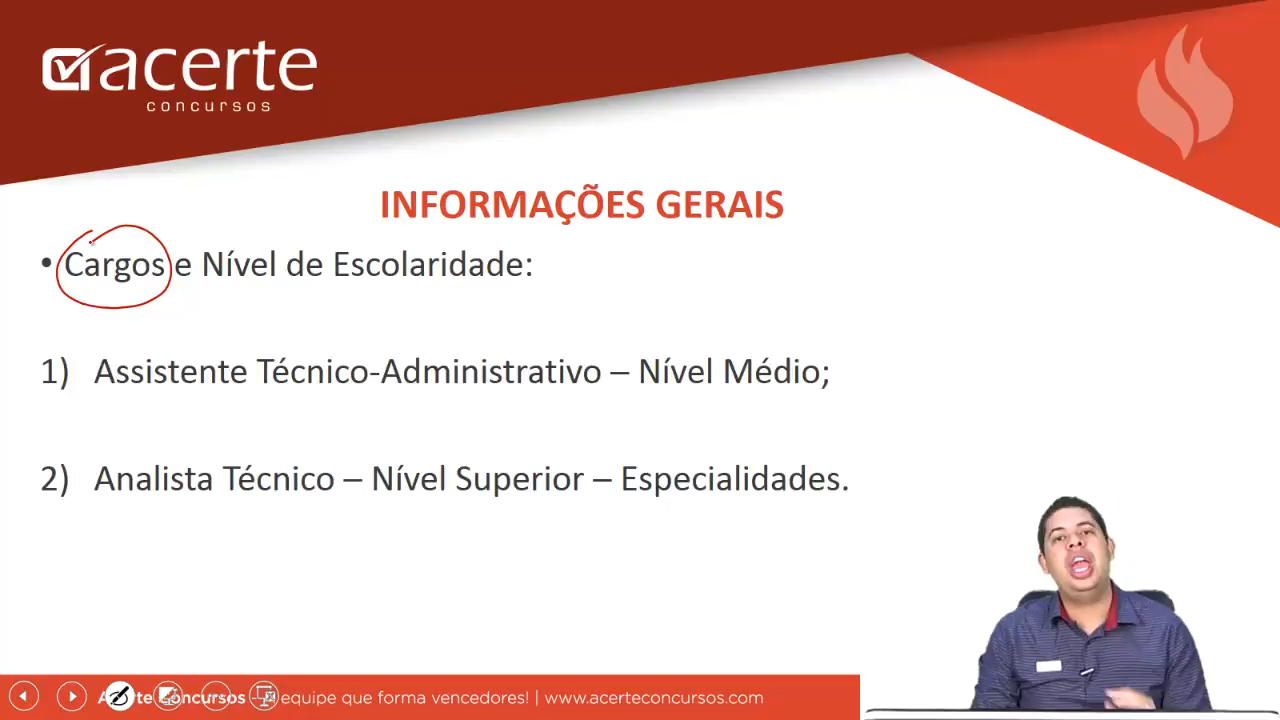 acerte
concursos
INFORMAÇÕES GERAIS
• Cargos e Nível de Escolaridade:
1) Assistente Técnico-Administrativo – Nível Médio;
2) Analista Técnico – Nível Superior – Especialidades.
Concursos equipe que forma vencedores! | www.acerteconcursos.com